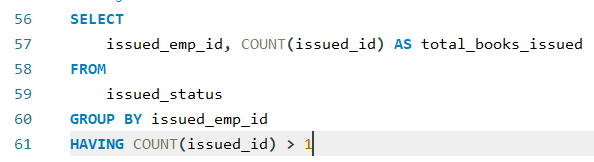 56 SELECT
57 issued_emp_id, COUNT(issued_id) AS total_books_issued
58 FROM
59 issued_status
60 GROUP BY issued_emp_id
61 HAVING COUNT(issued_id) > 1